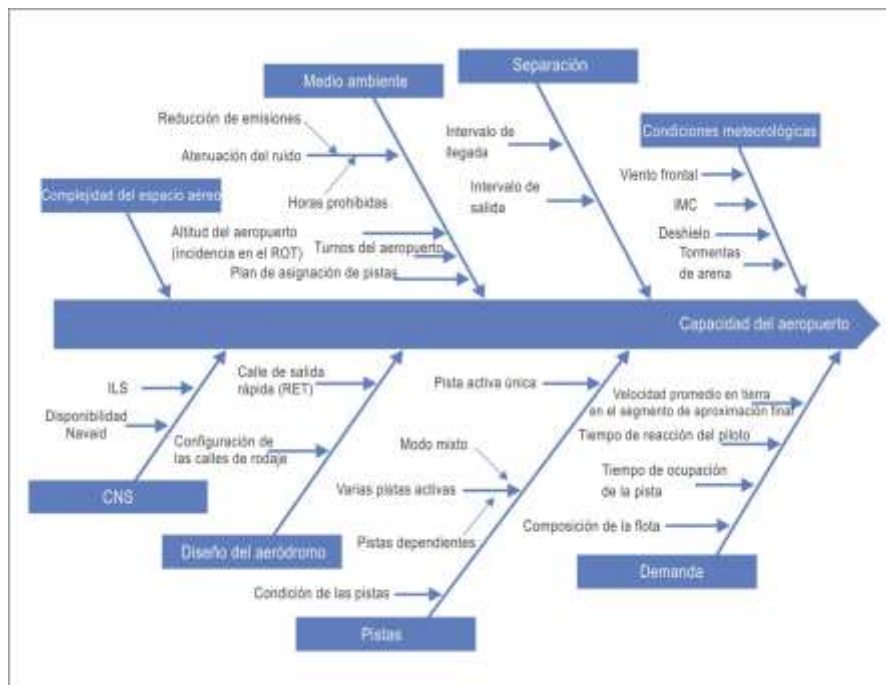 Separación
Medio ambiente
Reducción de emisiones
Intervalo de
llegada
Condiciones meteorológicas
Atenuación del ruido
Viento frontal
Complejidad del espacio aéreo
Horas prohibidas
Intervalo de
salida
IMC
Altitud del aeropuerto
(incidencia en el ROT)
Turnos del aeropuerto
Deshielo
Tormentas
de arena
Plan de asignación de pistas
Capacidad del aeropuerto
ILS
Calle de salida
rápida (RET)
Pista activa única
Velocidad promedio en tierra
en el segmento de aproximación final
Disponibilidad
Navaid
Configuración de
las calles de rodaje
Modo mixto
Tiempo de reacción del piloto
Tiempo de ocupación
de la pista
CNS
Varias pistas activas
Composición de la flota
Pistas dependientes
Diseño del aeródromo
Demanda
Condición de las pistas
Pistas